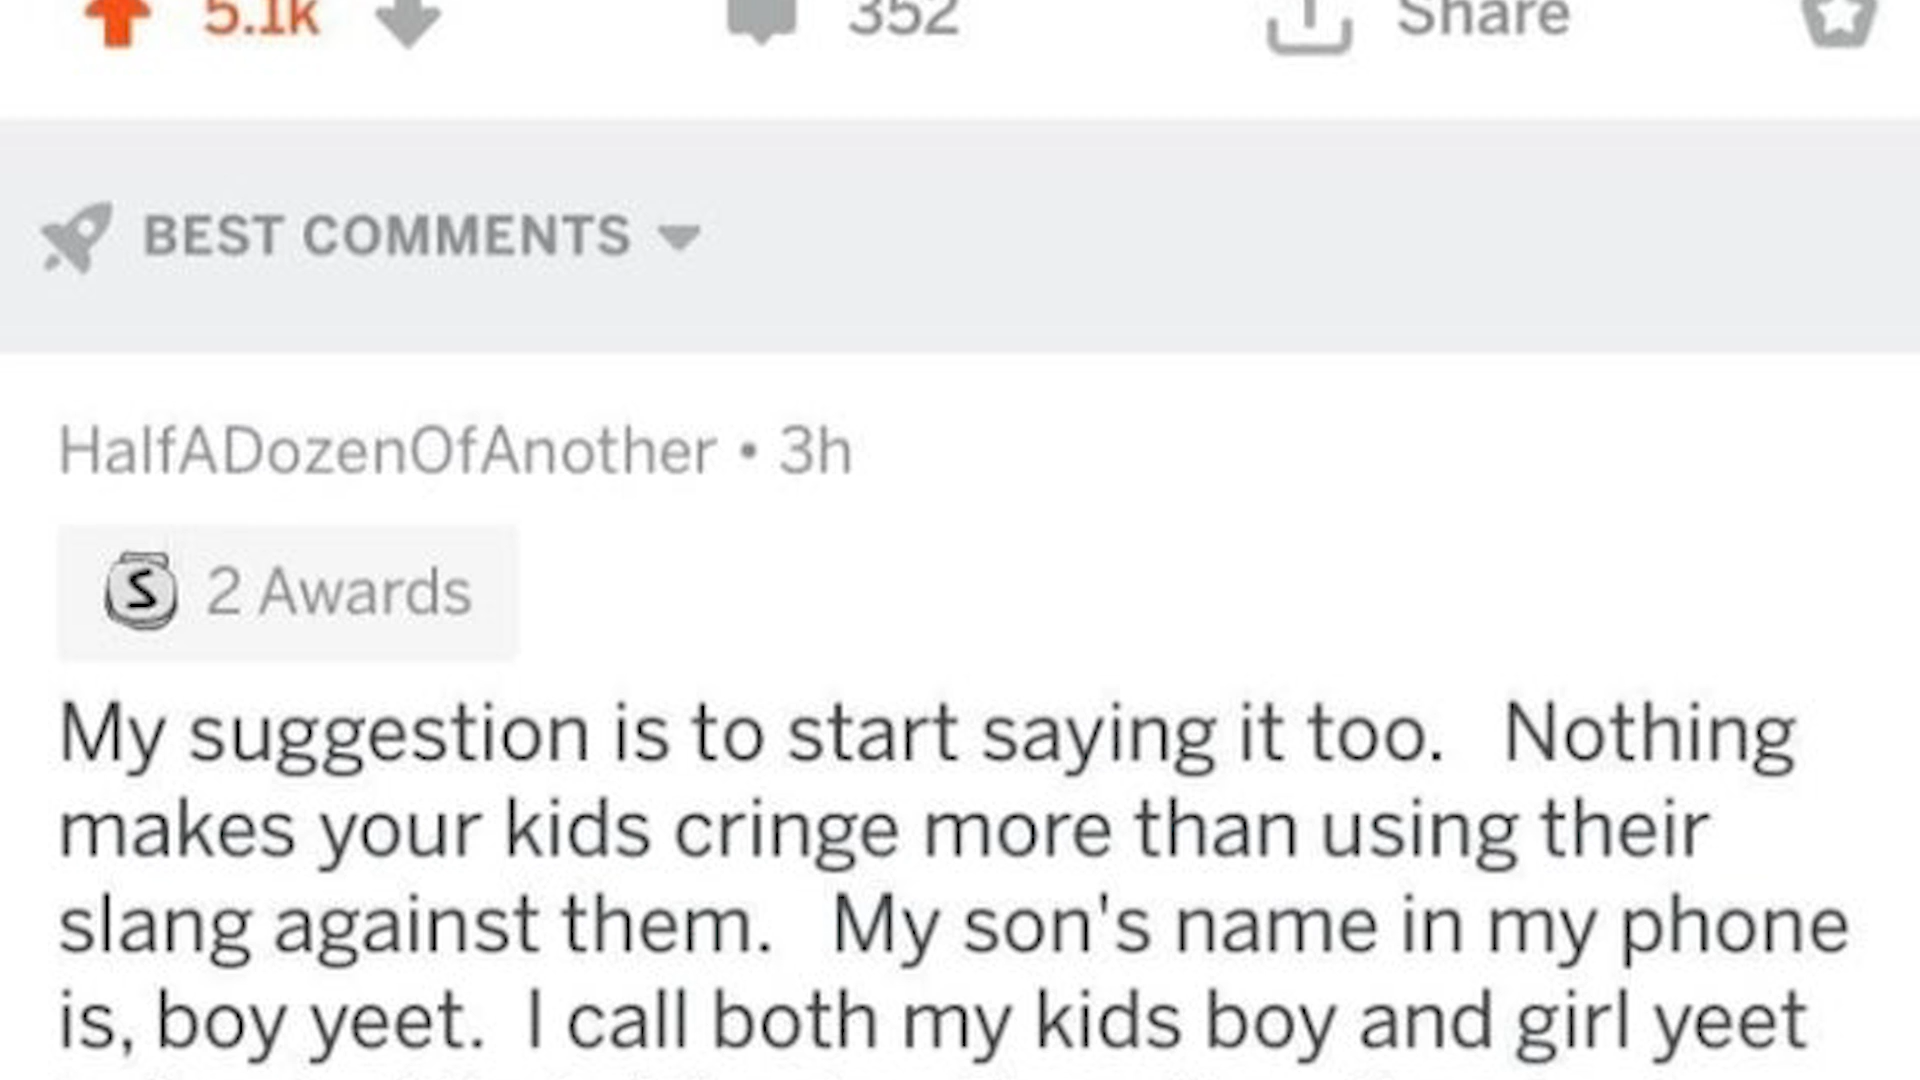 5.1k 352 Share
BEST COMMENTS
HalfADozenOfAnother • 3h
S 2 Awards
My suggestion is to start saying it too. Nothing
makes your kids cringe more than using their
slang against them. My son's name in my phone
is, boy yeet. I call both my kids boy and girl yeet